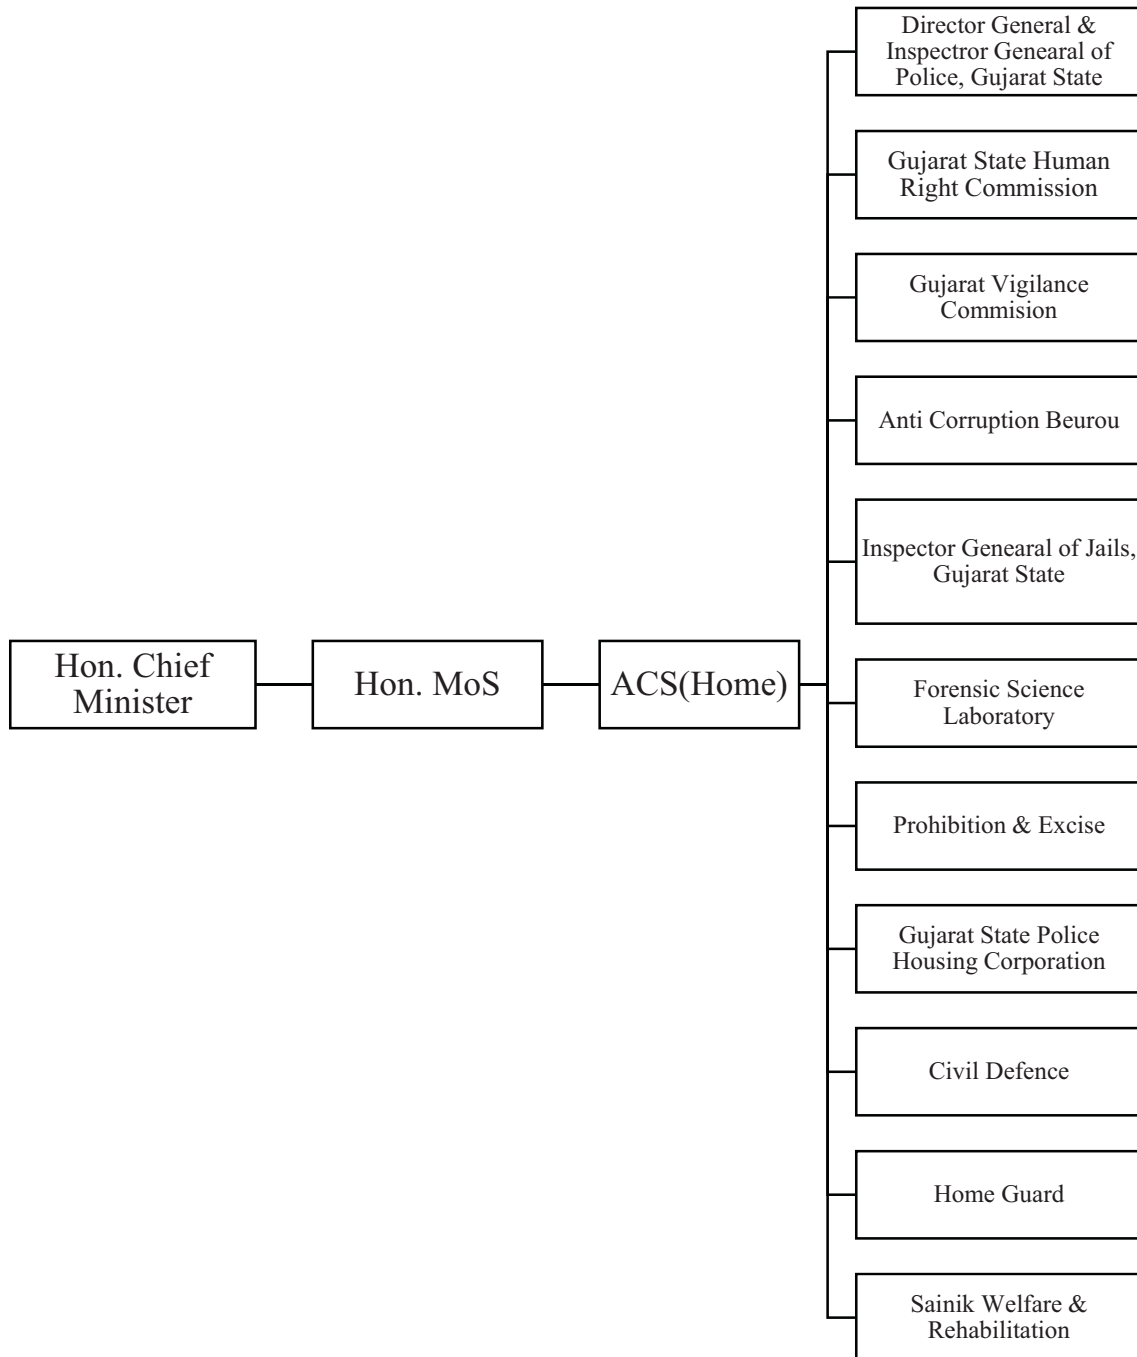 Hon. Chief
Minister
Hon. MoS
ACS(Home)
Director General &
Inspectror Genearal of
Police, Gujarat State
Gujarat State Human
Right Commission
Gujarat Vigilance
Commision
Anti Corruption Beurou
Inspector Genearal of Jails,
Gujarat State
Forensic Science
Laboratory
Prohibition & Excise
Gujarat State Police
Housing Corporation
Civil Defence
Home Guard
Sainik Welfare &
Rehabilitation